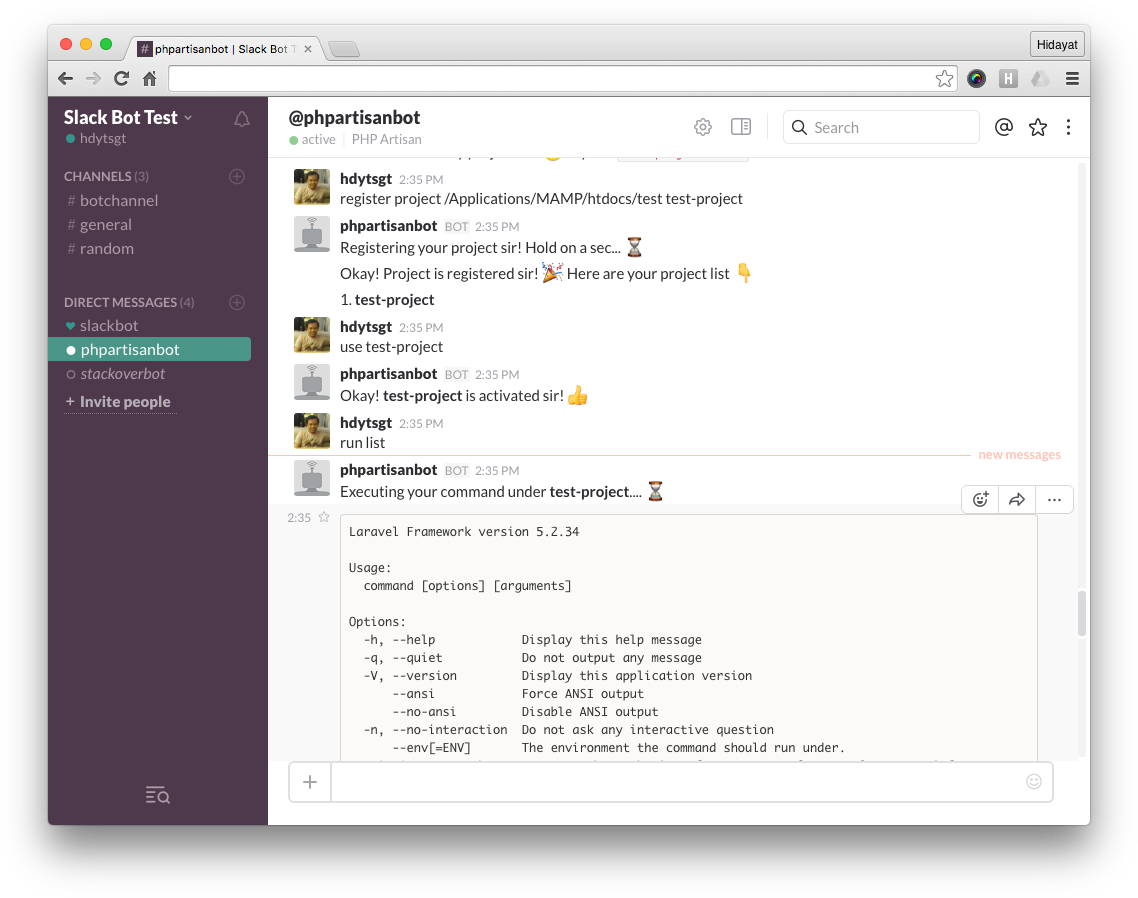 phpartisanbot | Slack Bot T
Hidayat
Slack Bot Test
hdytsgt
CHANNELS (3)
# botchannel
# general
# random
DIRECT MESSAGES (4)
slackbot
phpartisanbot
stackoverbot
+ Invite people
@phpartisanbot
active | PHP Artisan
Search
hdytsgt 2:35 PM
register project /Applications/MAMP/htdocs/test test-project
phpartisanbot BOT 2:35 PM
Registering your project sir! Hold on a sec...
Okay! Project is registered sir! Here are your project list
1. test-project
hdytsgt 2:35 PM
use test-project
phpartisanbot BOT 2:35 PM
Okay! test-project is activated sir!
hdytsgt 2:35 PM
run list
new messages
phpartisanbot BOT 2:35 PM
Executing your command under test-project....
2:35
Laravel Framework version 5.2.34
Usage:
command [options] [arguments]
Options:
-h, --help Display this help message
-q, --quiet Do not output any message
-V, --version Display this application version
--ansi Force ANSI output
--no-ansi Disable ANSI output
-n, --no-interaction Do not ask any interactive question
--env[=ENV] The environment the command should run under.